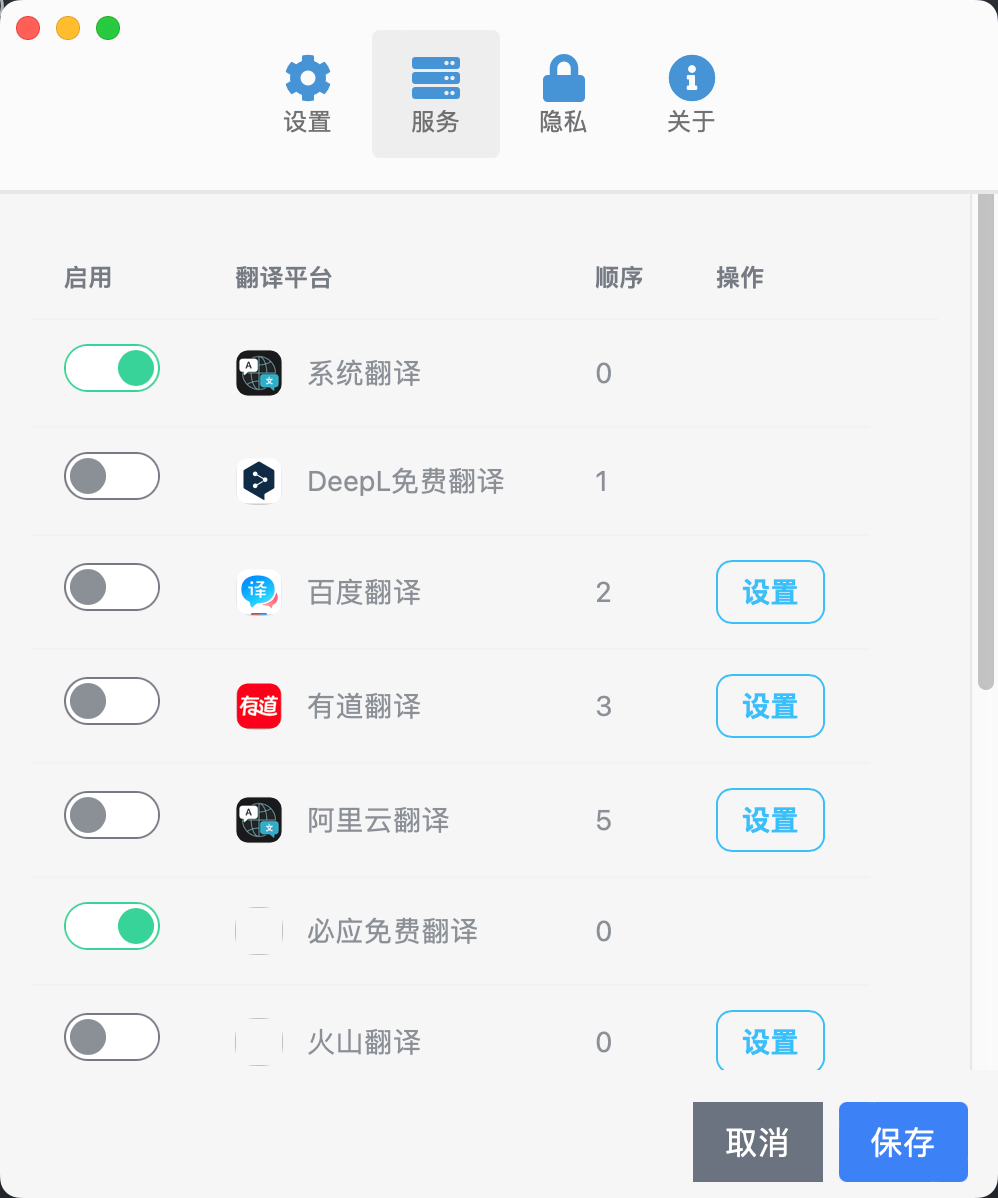 设置 服务 隐私 关于
启用 翻译平台 顺序 操作
A 文 系统翻译 0
DeepL免费翻译 1
译 百度翻译 2 设置
有道 有道翻译 3 设置
A 文 阿里云翻译 5 设置
必应免费翻译 0
火山翻译 0 设置
取消 保存